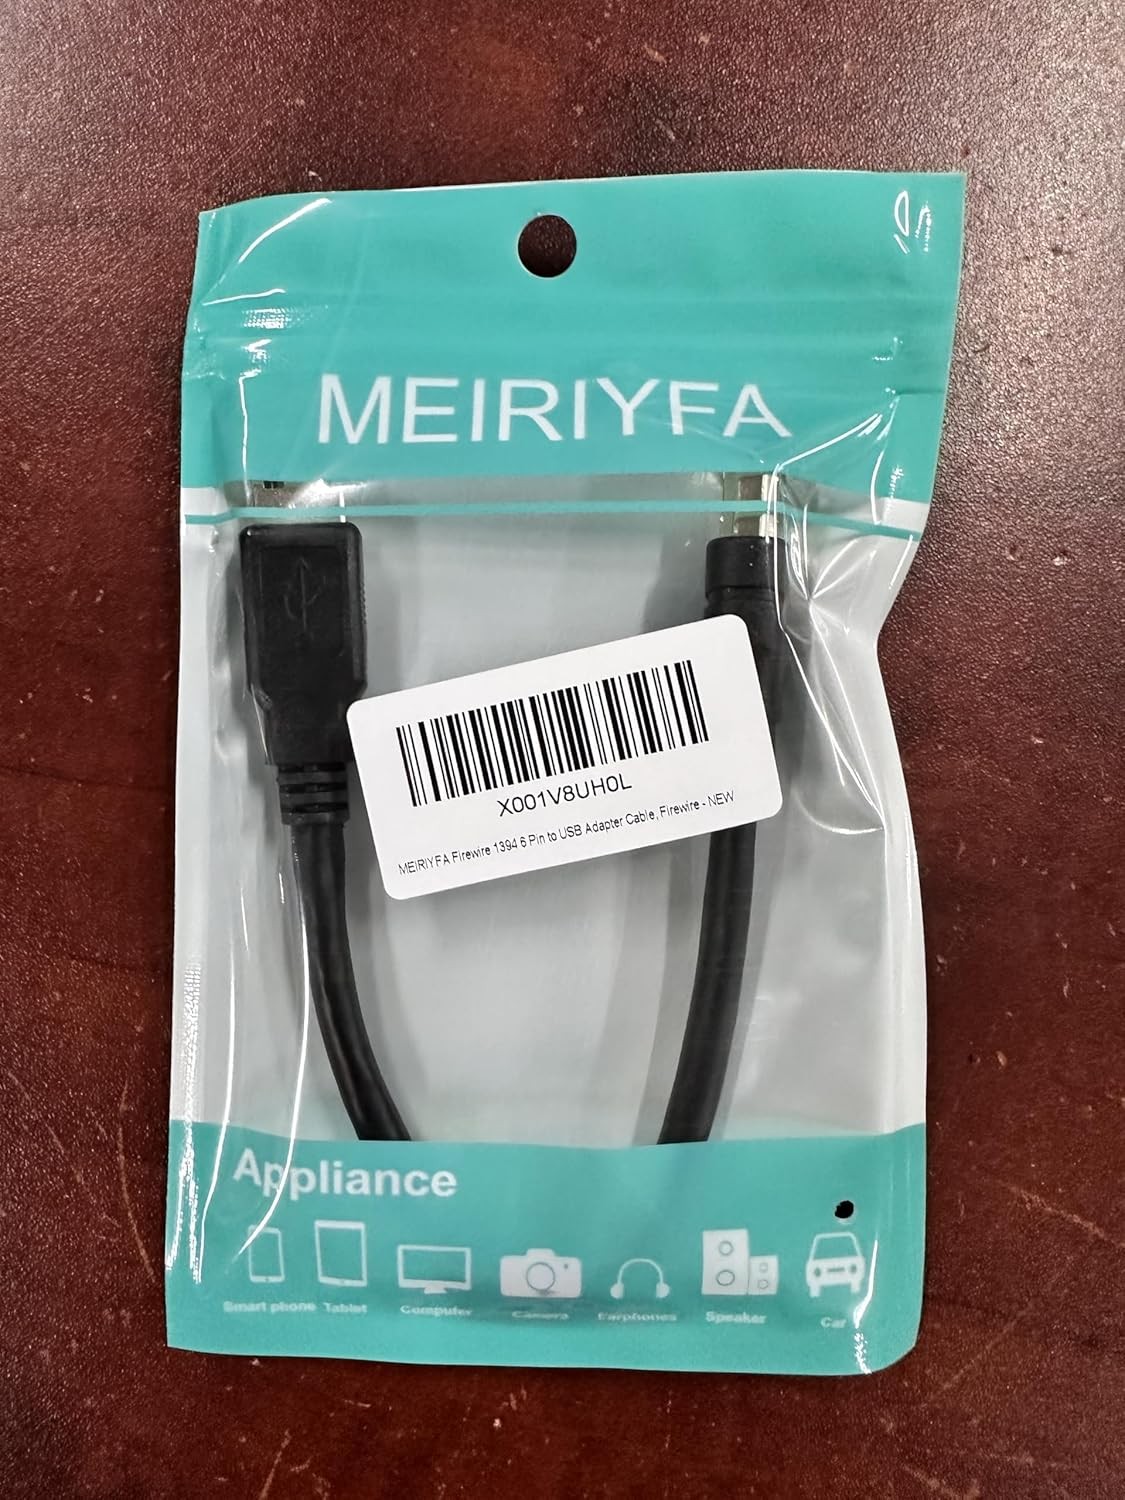 MEIRIYFA
X001V8UH0L
MEIRIYFA Firewire 1394 6 Pin to USB Adapter Cable, Firewire - NEW
Appliance
Smart phone Tablet Computer Camera Earphones Speaker Car